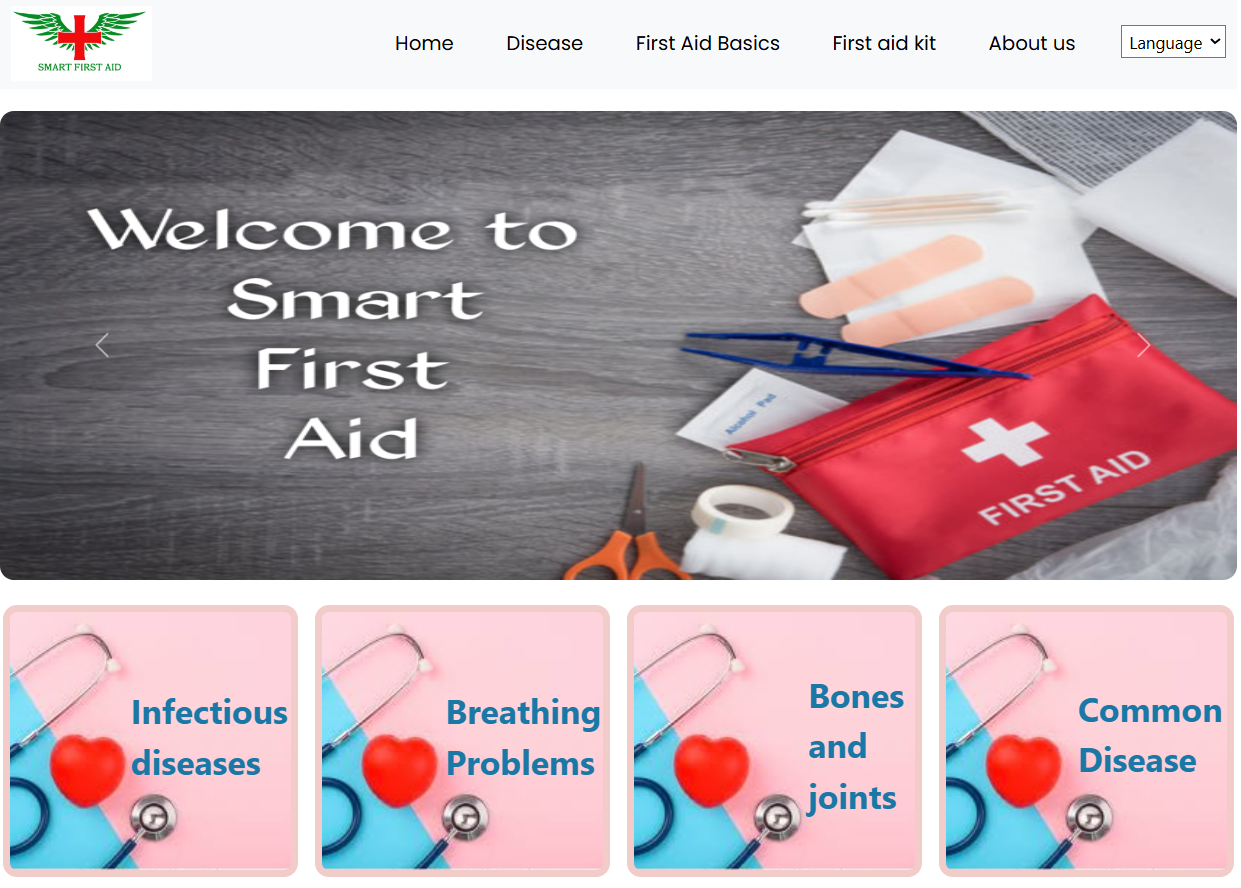 SMART FIRST AID
Home Disease First Aid Basics First aid kit About us Language
Welcome to
Smart
First
Aid
Alcohol Pad
FIRST AID
Infectious
diseases
Breathing
Problems
Bones
and
joints
Common
Disease